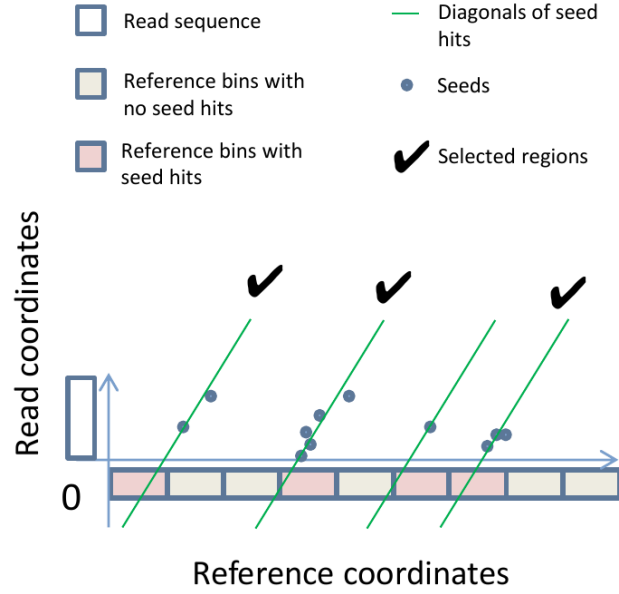 Read sequence
Diagonals of seed
hits
Reference bins with
no seed hits
Seeds
Reference bins with
seed hits
Selected regions
Read coordinates
0
Reference coordinates